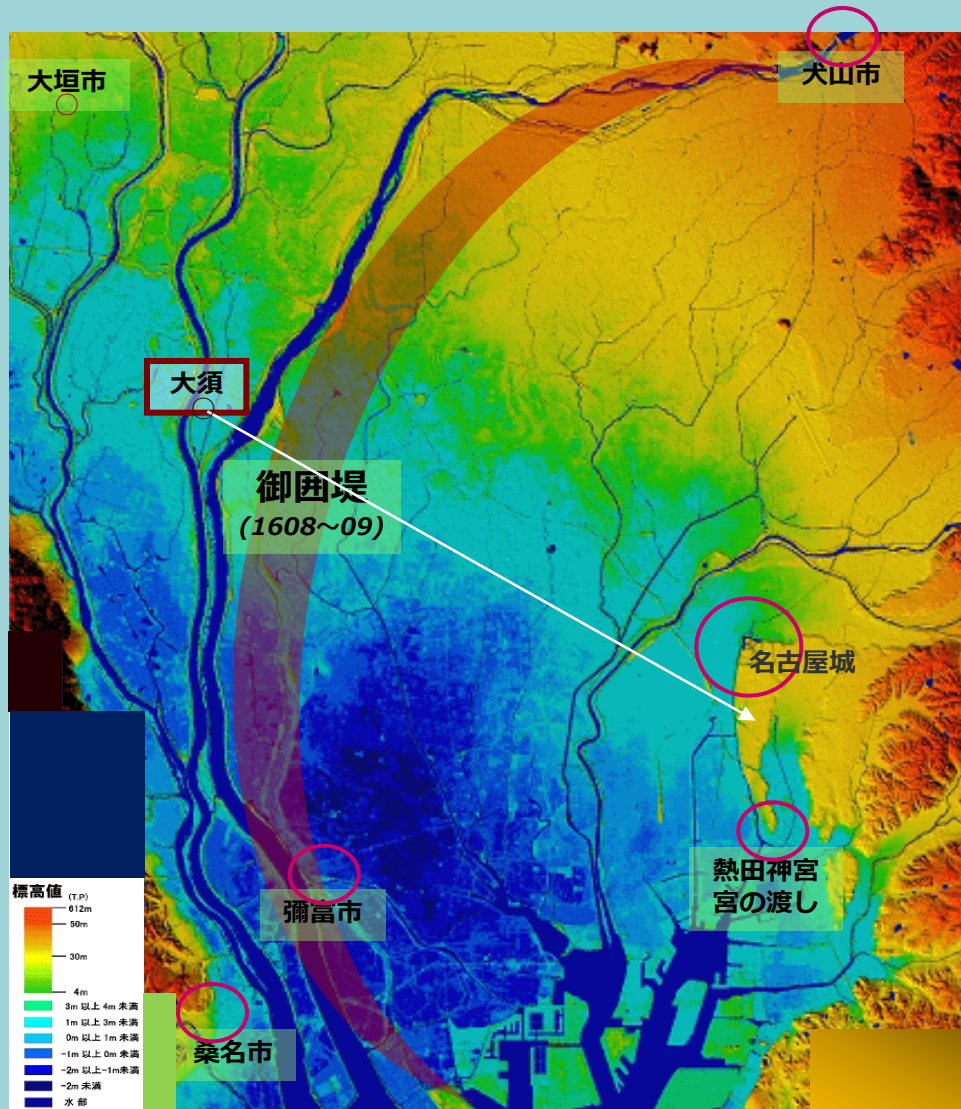 大垣市
犬山市
大須
御囲堤
(1608～09)
名古屋城
熱田神宮
宮の渡し
彌富市
桑名市
標高値 (T.P)
612m
50m
30m
4m
3m 以上 4m 未満
1m 以上 3m 未満
0m 以上 1m 未満
-1m 以上 0m 未満
-2m 以上-1m未満
-2m 未満
水 部